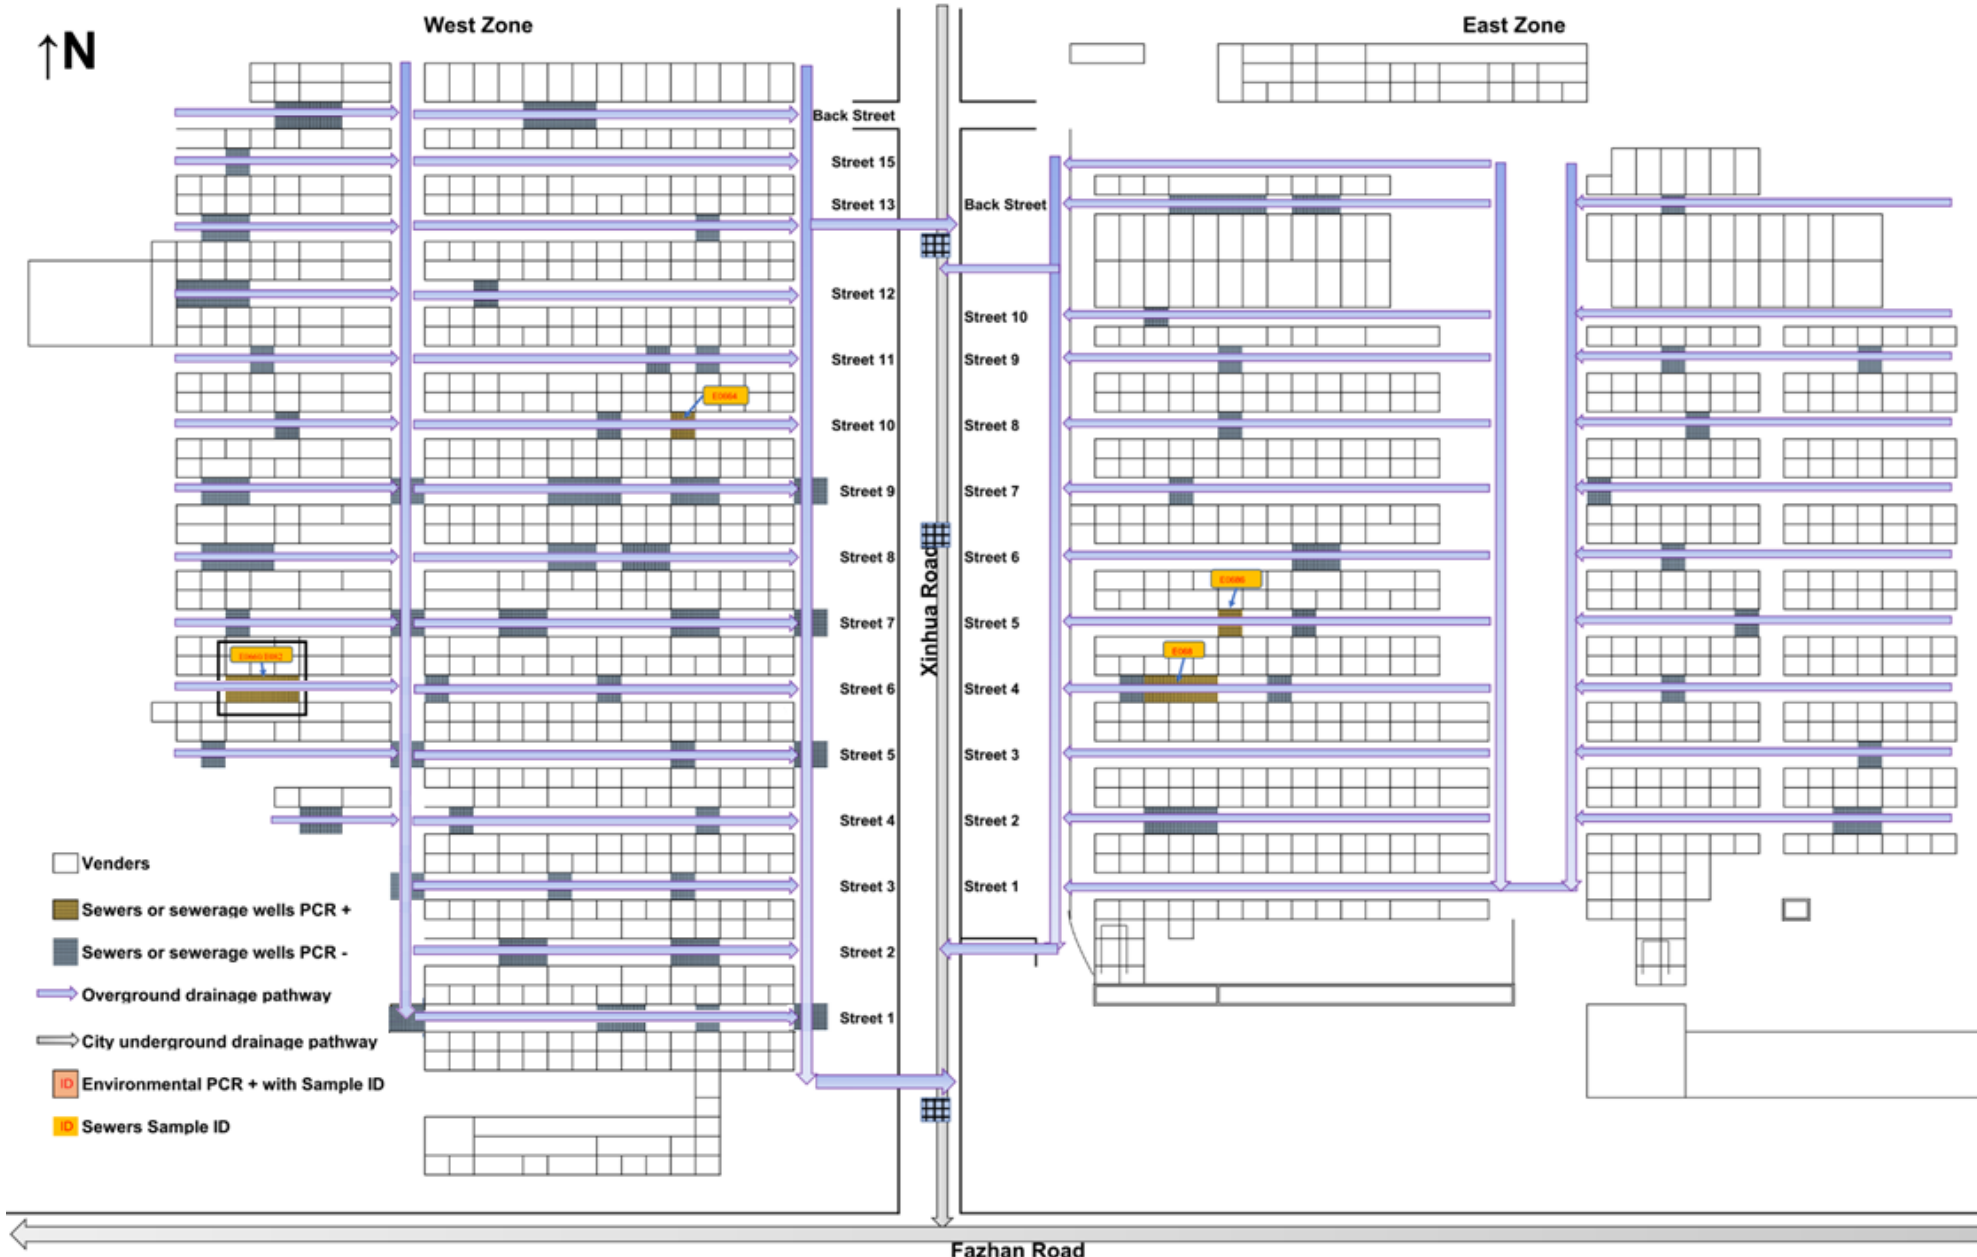 West Zone
East Zone
↑N
Back Street
Street 15
Street 13
Street 12
Street 11
Street 10
Street 9
Street 8
Street 7
Street 6
Street 5
Street 4
Street 3
Street 2
Street 1
Xinhua Road
Back Street
Street 10
Street 9
Street 8
Street 7
Street 6
Street 5
Street 4
Street 3
Street 2
Street 1
E0664
E0686
E068
Venders
Sewers or sewerage wells PCR +
Sewers or sewerage wells PCR -
Overground drainage pathway
City underground drainage pathway
ID Environmental PCR + with Sample ID
ID Sewers Sample ID
Fazhan Road